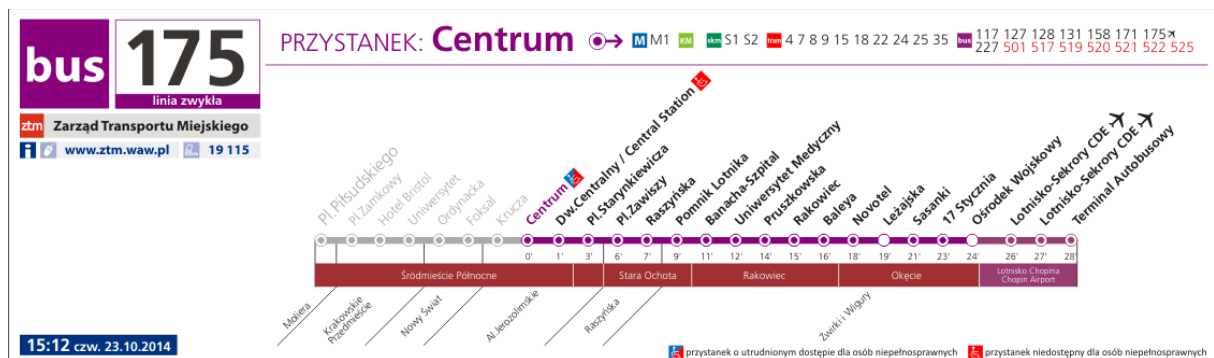 bus 175
linia zwykła
ztm Zarząd Transportu Miejskiego
i www.ztm.waw.pl 19 115
PRZYSTANEK: Centrum M M1 KM skm S1 S2 tram 4 7 8 9 15 18 22 24 25 35 bus 117 127 128 131 158 171 175
227 501 517 519 520 521 522 525
Pl.Piłsudskiego
Pl.Zamkowy
Hotel Bristol
Uniwersytet
Ordynacka
Foksal
Krucza
Centrum
Dw.Centralny / Central Station
Pl.Starynkiewicza
Pl.Zawiszy
Raszyńska
Pomnik Lotnika
Banacha-Szpital
Uniwersytet Medyczny
Pruszkowska
Rakowiec
Baleya
Novotel
Leżajska
Sasanki
17 Stycznia
Ośrodek Wojskowy
Lotnisko-Sekrory CDE
Lotnisko-Sekrory CDE
Terminal Autobusowy
0' 1' 3' 6' 7' 9' 11' 12' 14' 15' 16' 18' 19' 21' 23' 24' 26' 27' 28'
Śródmieście Północne
Stara Ochota
Rakowiec
Okęcie
Lotnisko Chopina
Chopin Airport
Moliera
Krakowskie
Przedmieście
Nowy Świat
Al.Jerozolimskie
Raszyńska
Żwirki i Wigury
15:12 czw. 23.10.2014
przystanek o utrudnionym dostępie dla osób niepełnosprawnych
przystanek niedostępny dla osób niepełnosprawnych